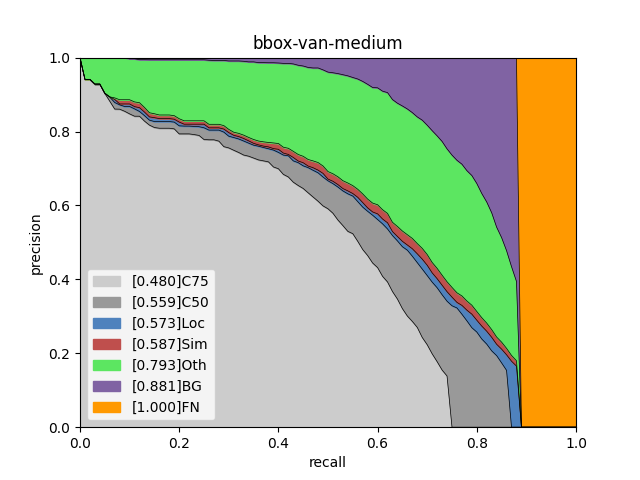 bbox-van-medium
precision
1.0
0.8
0.6
0.4
0.2
0.0
[0.480]C75
[0.559]C50
[0.573]Loc
[0.587]Sim
[0.793]Oth
[0.881]BG
[1.000]FN
0.0 0.2 0.4 0.6 0.8 1.0
recall